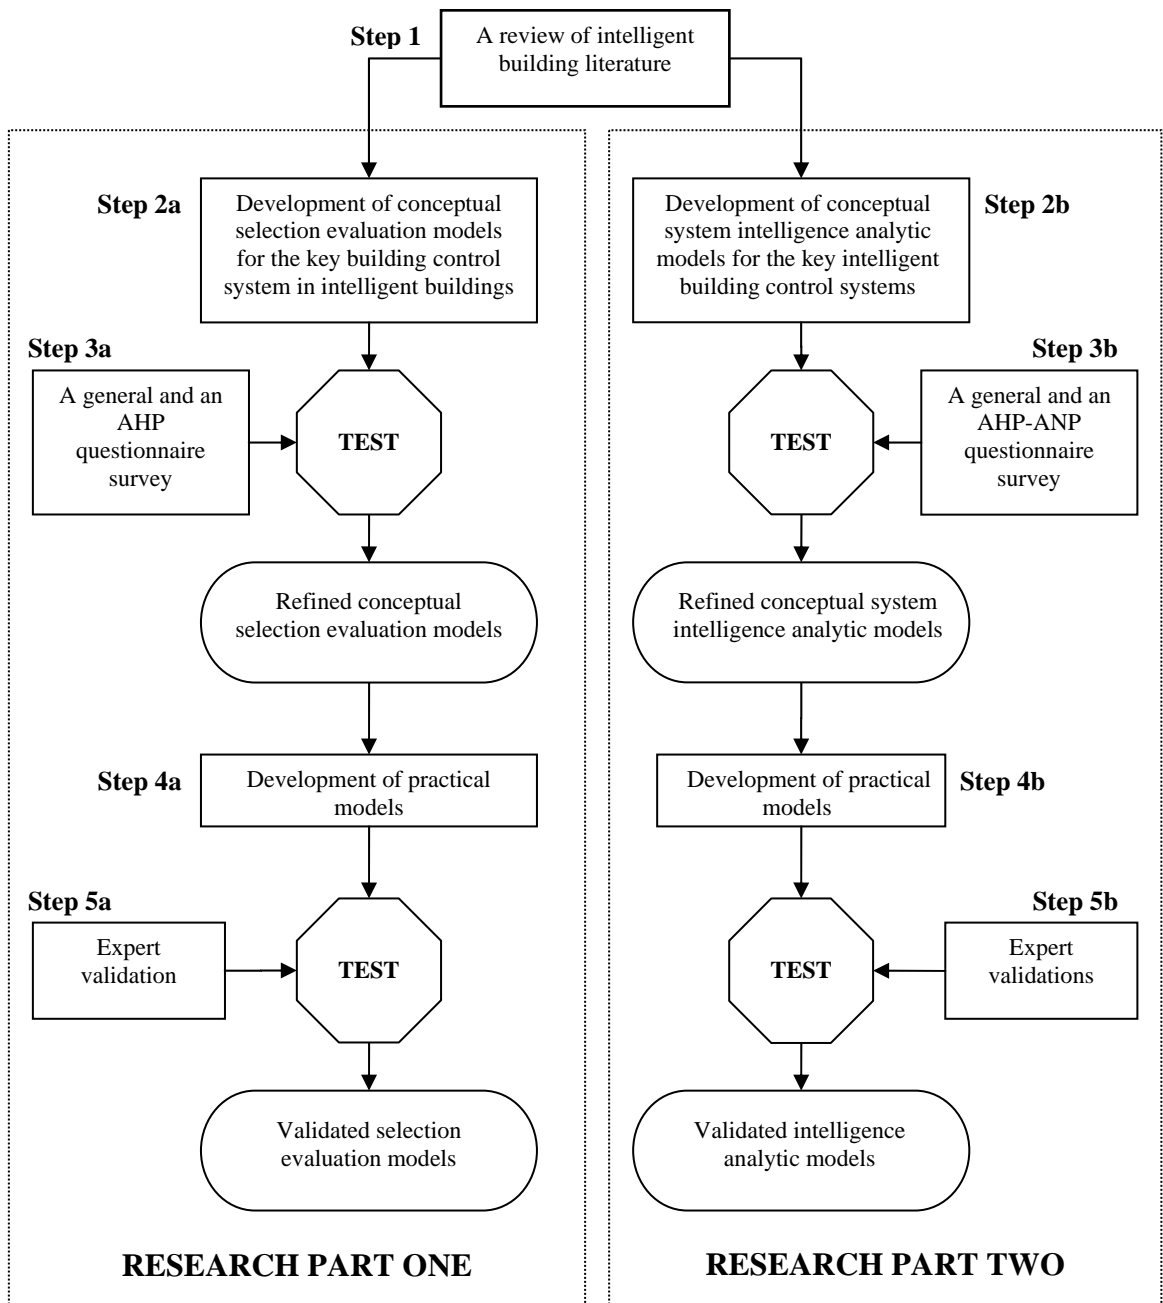 Step 1
A review of intelligent
building literature
Step 2a
Development of conceptual
selection evaluation models
for the key building control
system in intelligent buildings
Step 3a
A general and an
AHP
questionnaire
survey
TEST
Refined conceptual
selection evaluation models
Step 4a
Development of practical
models
Step 5a
Expert
validation
TEST
Validated selection
evaluation models
RESEARCH PART ONE
Step 2b
Development of conceptual
system intelligence analytic
models for the key intelligent
building control systems
Step 3b
A general and an
AHP-ANP
questionnaire
survey
TEST
Refined conceptual system
intelligence analytic models
Step 4b
Development of practical
models
Step 5b
Expert
validations
TEST
Validated intelligence
analytic models
RESEARCH PART TWO